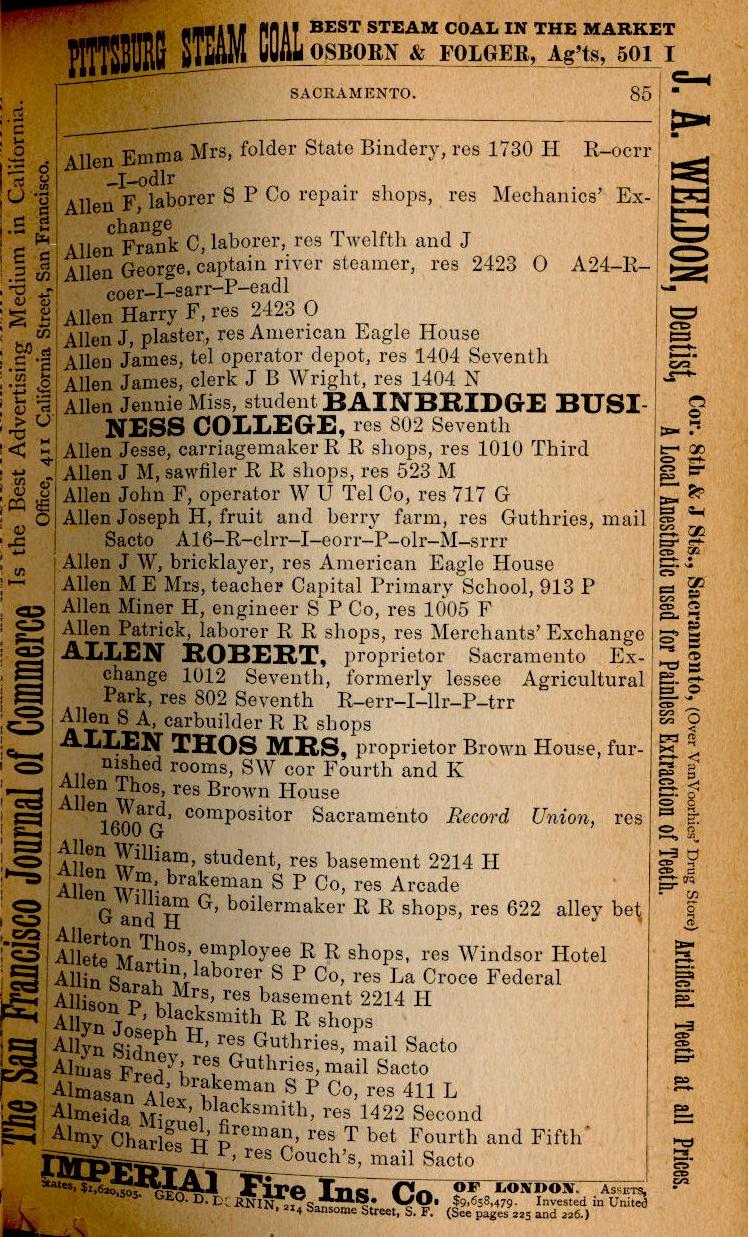 PITTSBURG STEAM COAL BEST STEAM COAL IN THE MARKET
OSBORN & FOLGER, Ag'ts, 501 I
SACRAMENTO. 85
Allen Emma Mrs, folder State Bindery, res 1730 H R–ocrr
–I–odlr
Allen F, laborer S P Co repair shops, res Mechanics' Ex-
change
Allen Frank C, laborer, res Twelfth and J
Allen George, captain river steamer, res 2423 O A24–R–
coer–I–sarr–P–eadl
Allen Harry F, res 2423 O
Allen J, plaster, res American Eagle House
Allen James, tel operator depot, res 1404 Seventh
Allen James, clerk J B Wright, res 1404 N
Allen Jennie Miss, student BAINBRIDGE BUSI-
NESS COLLEGE, res 802 Seventh
Allen Jesse, carriagemaker R R shops, res 1010 Third
Allen J M, sawfiler R R shops, res 523 M
Allen John F, operator W U Tel Co, res 717 G
Allen Joseph H, fruit and berry farm, res Guthries, mail
Sacto A16–R–clrr–I–eorr–P–olr–M–srrr
Allen J W, bricklayer, res American Eagle House
Allen M E Mrs, teacher Capital Primary School, 913 P
Allen Miner H, engineer S P Co, res 1005 F
Allen Patrick, laborer R R shops, res Merchants' Exchange
ALLEN ROBERT, proprietor Sacramento Ex-
change 1012 Seventh, formerly lessee Agricultural
Park, res 802 Seventh R–err–I–llr–P–trr
Allen S A, carbuilder R R shops
ALLEN THOS MRS, proprietor Brown House, fur-
nished rooms, SW cor Fourth and K
Allen Thos, res Brown House
Allen Ward, compositor Sacramento Record Union, res
1600 G
Allen William, student, res basement 2214 H
Allen Wm, brakeman S P Co, res Arcade
Allen William G, boilermaker R R shops, res 622 alley bet
G and H
Allerton Thos, employee R R shops, res Windsor Hotel
Allete Martin, laborer S P Co, res La Croce Federal
Allin Sarah Mrs, res basement 2214 H
Allison P, blacksmith R R shops
Allyn Joseph H, res Guthries, mail Sacto
Allyn Sidney, res Guthries, mail Sacto
Almas Fred, brakeman S P Co, res 411 L
Almasan Alex, blacksmith, res 1422 Second
Almeida Miguel, fireman, res T bet Fourth and Fifth
Almy Charles H P, res Couch's, mail Sacto
IMPERIAL Fire Ins. Co. OF LONDON. ASSETS,
$9,658,479. Invested in United
States, $1,620,505. GEO. D. DORNIN, 214 Sansome Street, S. F. (See pages 225 and 226.)
The San Francisco Journal of Commerce Is the Best Advertising Medium in California.
Office, 411 California Street, San Francisco.
J. A. WELDON, Dentist, Cor. 8th & J Sts., Sacramento, (Over VanVoorhies' Drug Store) Artificial Teeth at all Prices.
A Local Anesthetic used for Painless Extraction of Teeth.